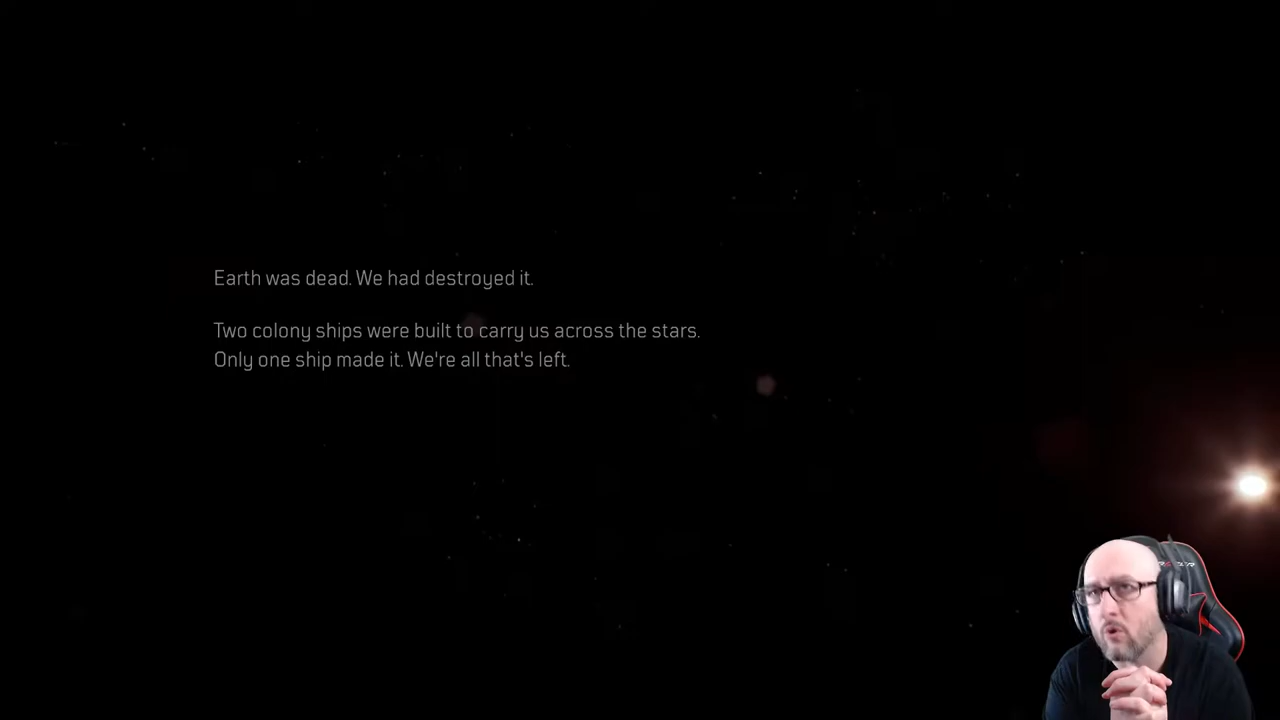 Earth was dead. We had destroyed it.
Two colony ships were built to carry us across the stars.
Only one ship made it. We're all that's left.